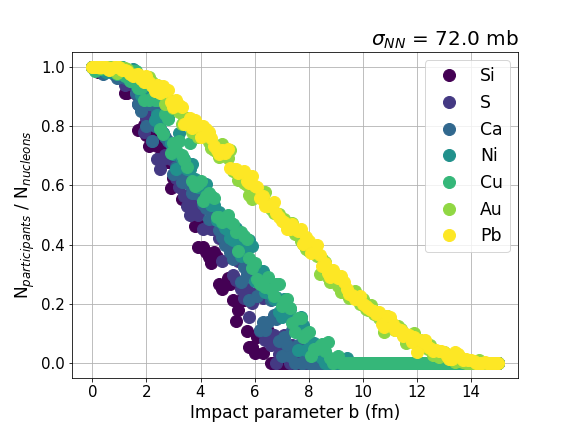 σNN = 72.0 mb
Nparticipants / Nnucleons
1.0
0.8
0.6
0.4
0.2
0.0
Si
S
Ca
Ni
Cu
Au
Pb
0 2 4 6 8 10 12 14
Impact parameter b (fm)